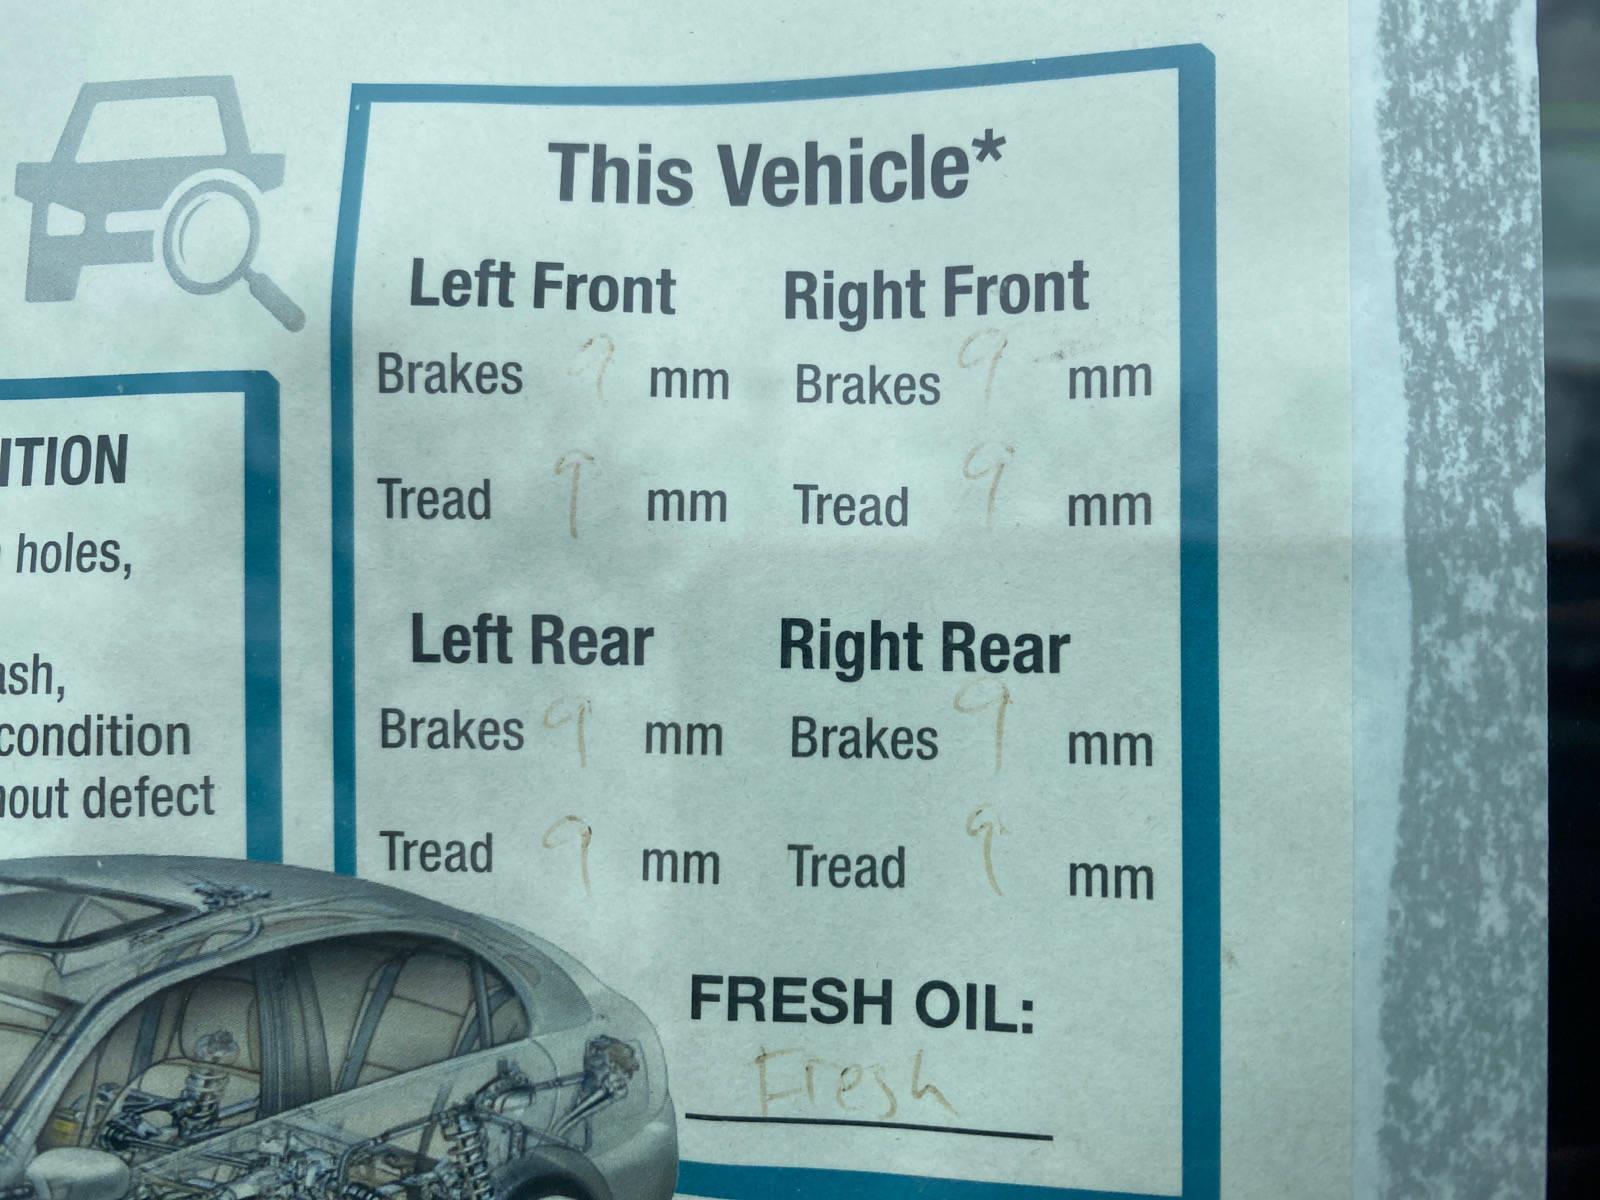 This Vehicle*
Left Front Right Front
Brakes 9 mm Brakes 9 mm
Tread 9 mm Tread 9 mm
Left Rear Right Rear
Brakes 9 mm Brakes 9 mm
Tread 9 mm Tread 9 mm
FRESH OIL:
Fresh
ITION
holes,
ash,
condition
hout defect